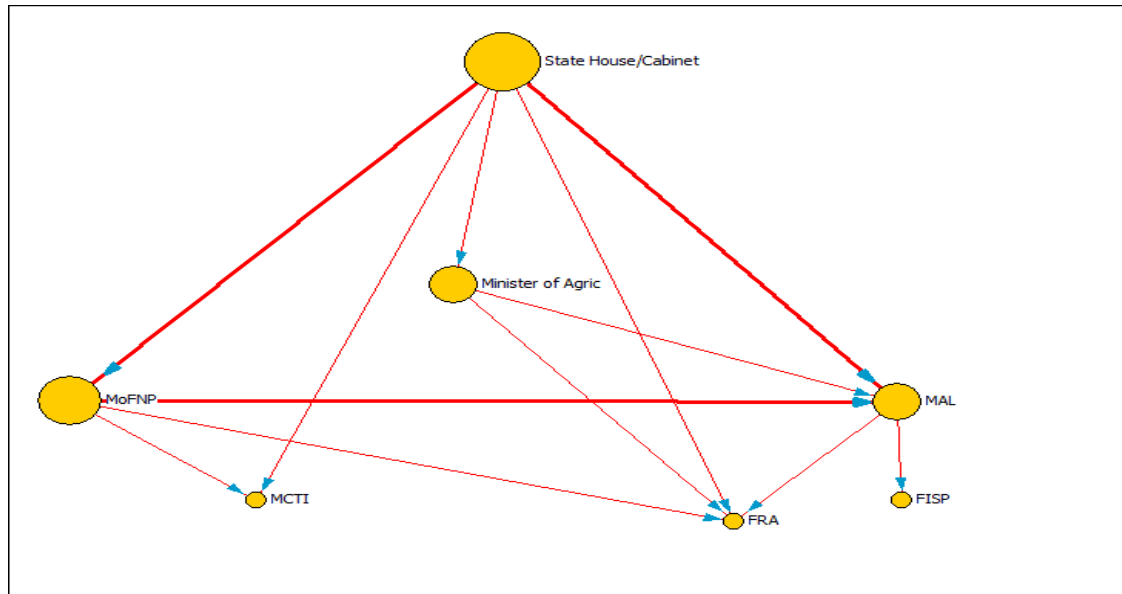 State House/Cabinet
Minister of Agric
MoFNP
MAL
MCTI
FISP
FRA